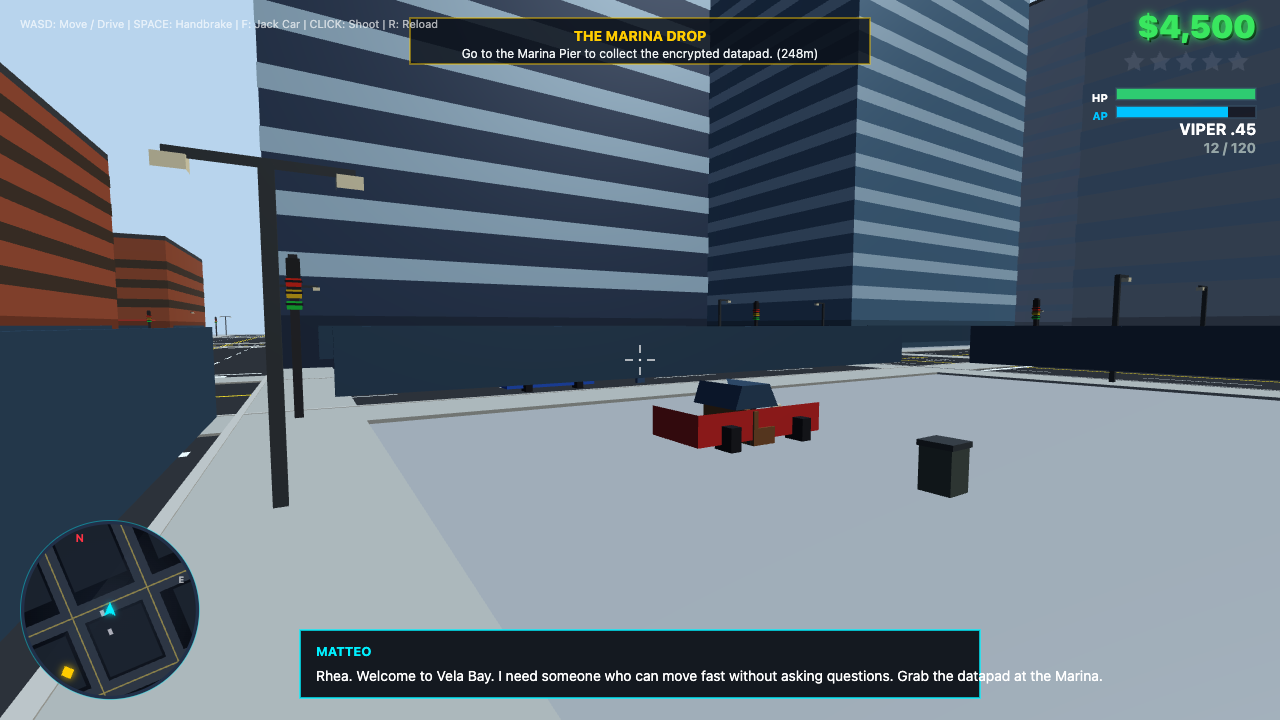 WASD: Move / Drive | SPACE: Handbrake | F: Jack Car | CLICK: Shoot | R: Reload
THE MARINA DROP
Go to the Marina Pier to collect the encrypted datapad. (248m)
$4,500
HP
AP
VIPER .45
12 / 120
N
E
MATTEO
Rhea. Welcome to Vela Bay. I need someone who can move fast without asking questions. Grab the datapad at the Marina.